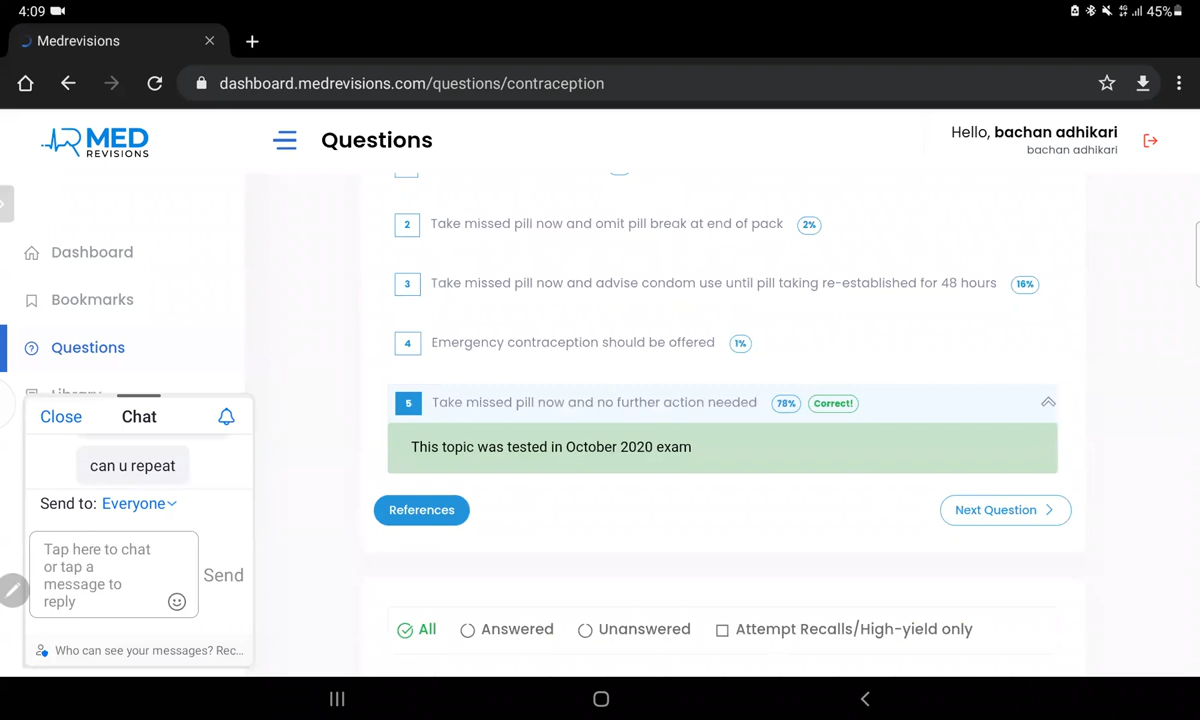 4:09
4G 45%
Medrevisions
dashboard.medrevisions.com/questions/contraception
MED
REVISIONS
Questions
Hello, bachan adhikari
bachan adhikari
2 Take missed pill now and omit pill break at end of pack 2%
Dashboard
3 Take missed pill now and advise condom use until pill taking re-established for 48 hours 16%
Bookmarks
4 Emergency contraception should be offered 1%
Questions
Library
5 Take missed pill now and no further action needed 78% Correct!
This topic was tested in October 2020 exam
References
Next Question
Close Chat
can u repeat
Send to: Everyone
Tap here to chat
or tap a
message to
reply
Send
Who can see your messages? Rec...
All Answered Unanswered Attempt Recalls/High-yield only